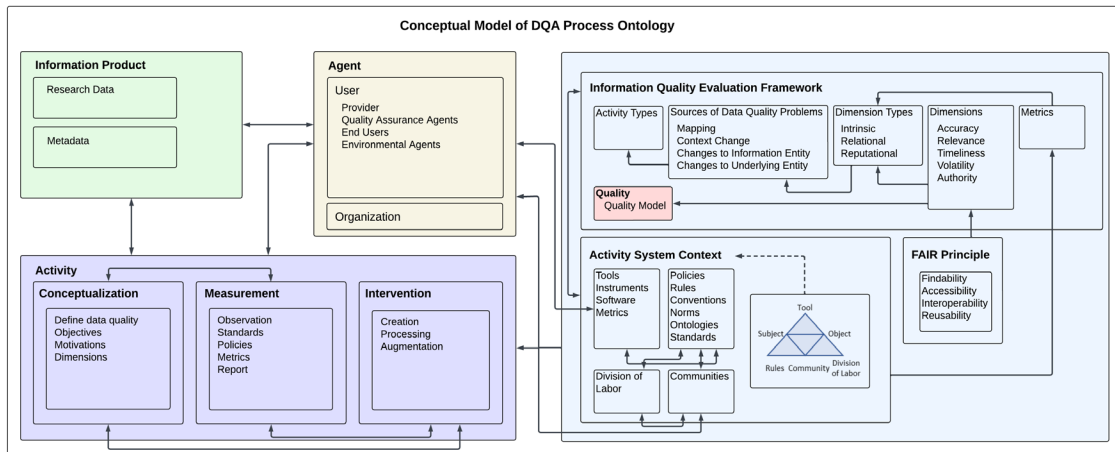 Conceptual Model of DQA Process Ontology
Information Product
Research Data
Metadata
Agent
User
Provider
Quality Assurance Agents
End Users
Environmental Agents
Organization
Activity
Conceptualization
Define data quality
Objectives
Motivations
Dimensions
Measurement
Observation
Standards
Policies
Metrics
Report
Intervention
Creation
Processing
Augmentation
Information Quality Evaluation Framework
Activity Types
Sources of Data Quality Problems
Mapping
Context Change
Changes to Information Entity
Changes to Underlying Entity
Dimension Types
Intrinsic
Relational
Reputational
Dimensions
Accuracy
Relevance
Timeliness
Volatility
Authority
Metrics
Quality
Quality Model
Activity System Context
Tools
Instruments
Software
Metrics
Policies
Rules
Conventions
Norms
Ontologies
Standards
Division of
Labor
Communities
Tool
Subject
Object
Rules
Community
Division
of Labor
FAIR Principle
Findability
Accessibility
Interoperability
Reusability